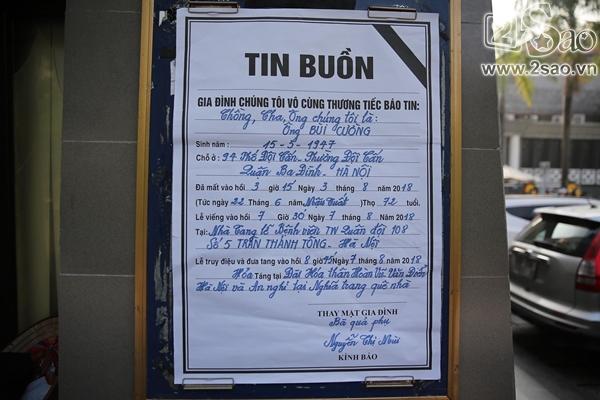 2Sao
www.2sao.vn
TIN BUỒN
GIA ĐÌNH CHÚNG TÔI VÔ CÙNG THƯƠNG TIẾC BÁO TIN:
Chồng, Cha, Ông chúng tôi là:
Ông BÙI CƯỜNG
Sinh năm: 15-5-1947
Chỗ ở: 94 Phố Đội Cấn. Phường Đội Cấn
Quận Ba Đình - HÀ NỘI
Đã mất vào hồi 3 giờ 15 Ngày 3 tháng 8 năm 2018
(Tức ngày 22 Tháng 6 năm Mậu Tuất) Thọ 72 tuổi.
Lễ viếng vào hồi 7 giờ 30 Ngày 7 tháng 8 năm 2018
Tại: Nhà Tang lễ Bệnh viện TW Quân đội 108
Số 5 TRẦN THÁNH TÔNG - Hà Nội
Lễ truy điệu và đưa tang vào hồi 8 giờ 45 Ngày 7 tháng 8 năm 2018
Hỏa Táng tại Đài Hóa thân Hoàn Vũ Văn Điển
Hà Nội và An nghỉ tại Nghĩa trang quê nhà
THAY MẶT GIA ĐÌNH
Bà quả phụ
Nguyễn Thị
KÍNH BÁO